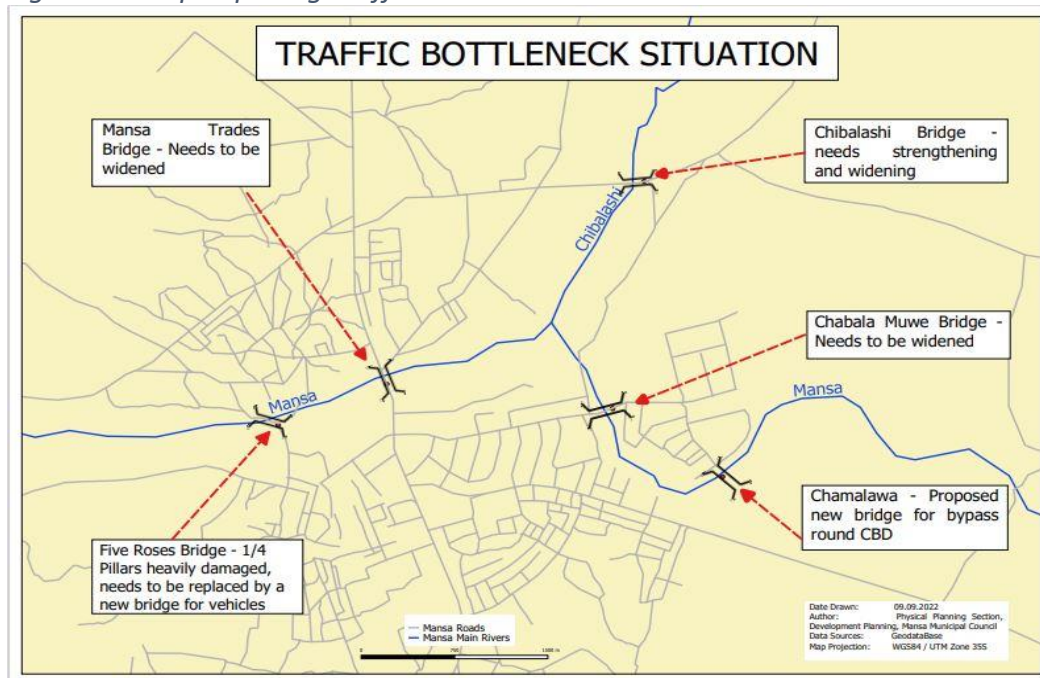 TRAFFIC BOTTLENECK SITUATION
Mansa Trades
Bridge - Needs to be
widened
Chibalashi Bridge -
needs strengthening
and widening
Chibalashi
Chabala Muwe Bridge -
Needs to be widened
Mansa
Mansa
Chamalawa - Proposed
new bridge for bypass
round CBD
Five Roses Bridge - 1/4
Pillars heavily damaged,
needs to be replaced by a
new bridge for vehicles
Mansa Roads
Mansa Main Rivers
0 750 1500 m
Date Drawn: 09.09.2022
Author: Physical Planning Section,
Development Planning, Mansa Municipal Council
Data Sources: GeodataBase
Map Projection: WGS84 / UTM Zone 35S